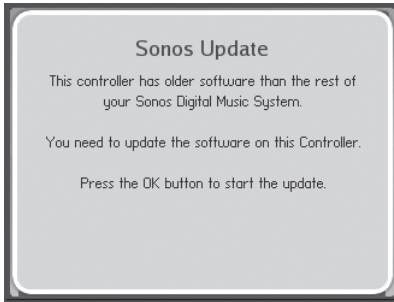 Sonos Update
This controller has older software than the rest of
your Sonos Digital Music System.
You need to update the software on this Controller.
Press the OK button to start the update.